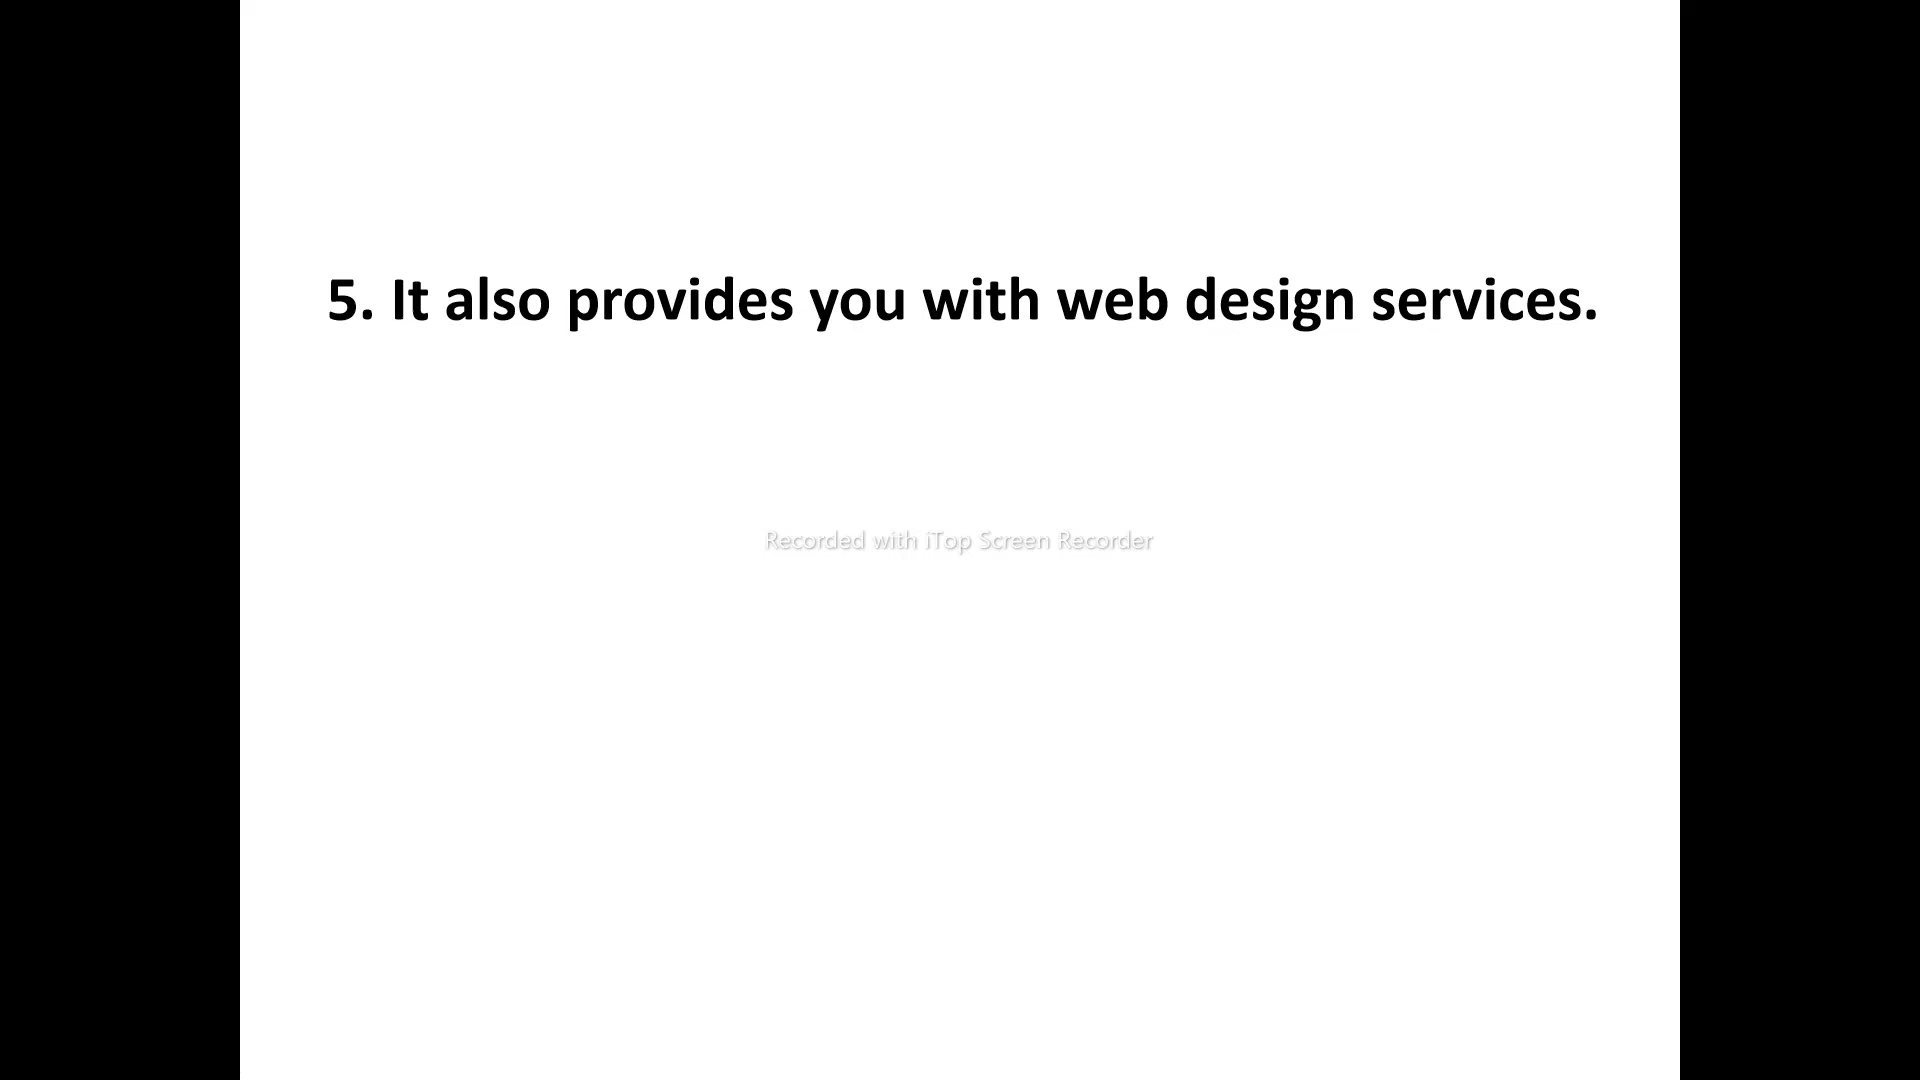 5. It also provides you with web design services.
Recorded with iTop Screen Recorder